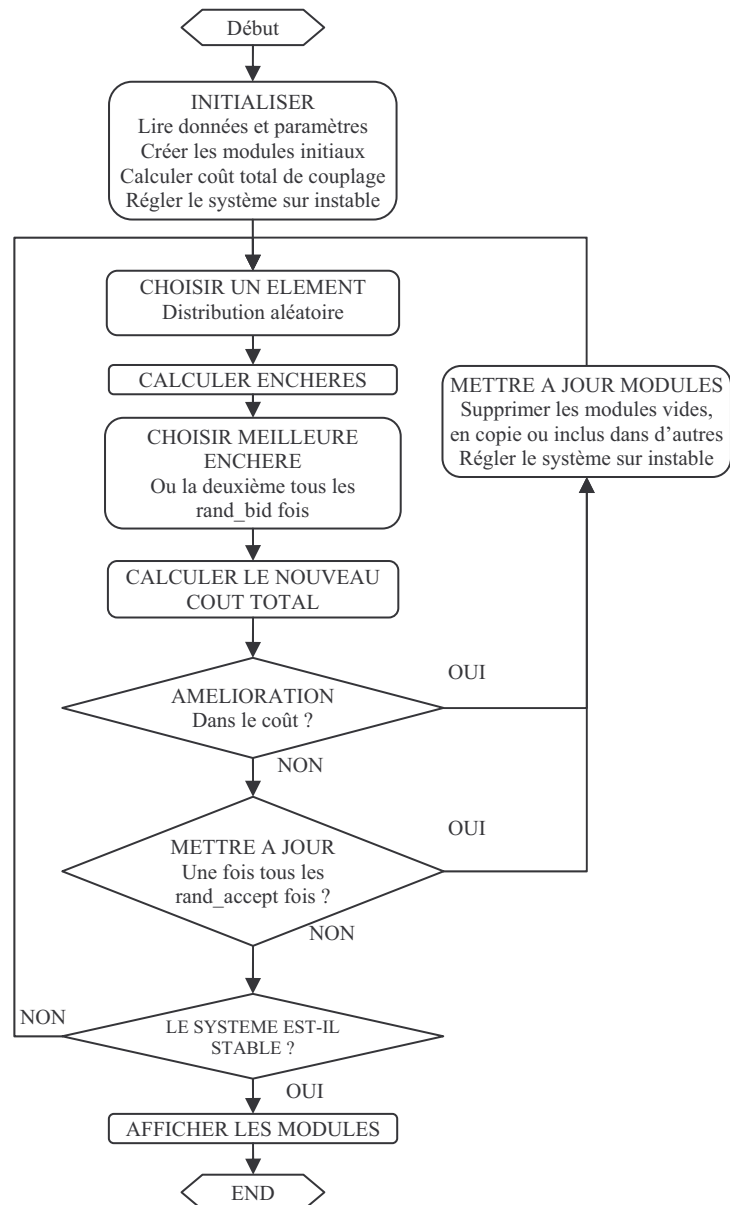 Début
INITIALISER
Lire données et paramètres
Créer les modules initiaux
Calculer coût total de couplage
Régler le système sur instable
CHOISIR UN ELEMENT
Distribution aléatoire
CALCULER ENCHERES
METTRE A JOUR MODULES
Supprimer les modules vides,
en copie ou inclus dans d'autres
Régler le système sur instable
CHOISIR MEILLEURE
ENCHERE
Ou la deuxième tous les
rand_bid fois
CALCULER LE NOUVEAU
COUT TOTAL
AMELIORATION
Dans le coût ?
OUI
NON
METTRE A JOUR
Une fois tous les
rand_accept fois ?
OUI
NON
LE SYSTEME EST-IL
STABLE ?
NON
OUI
AFFICHER LES MODULES
END